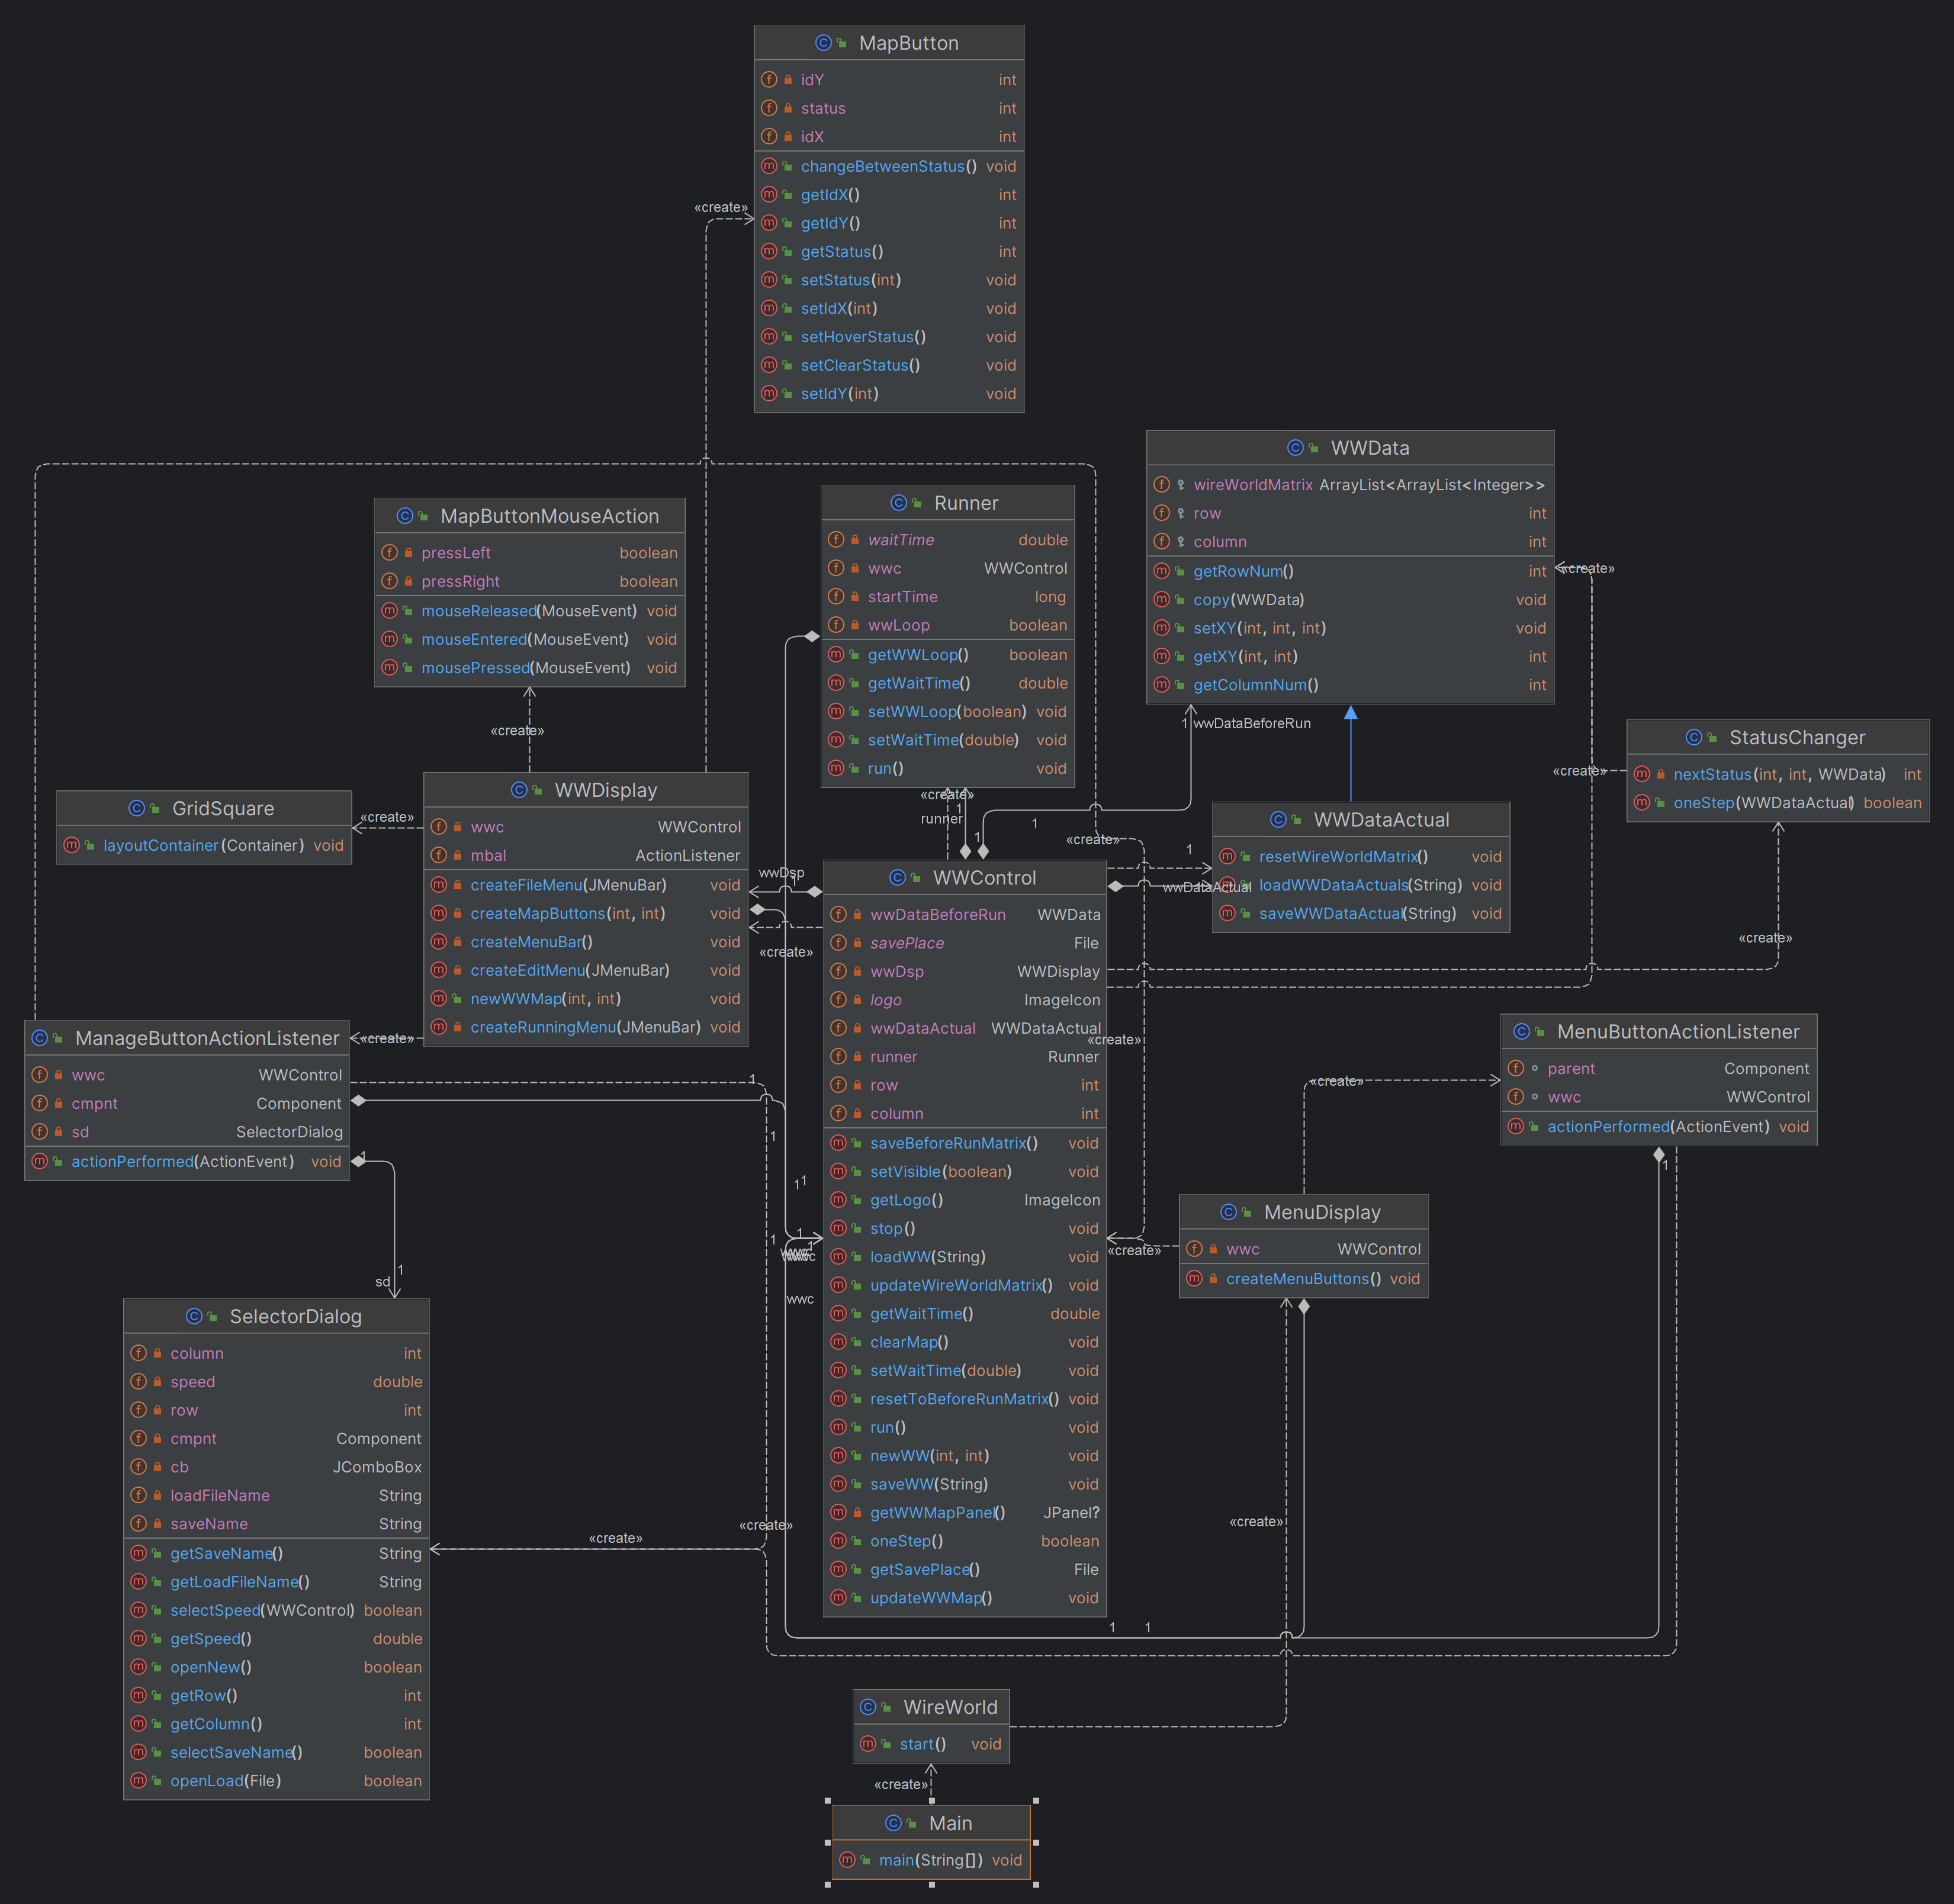 MapButton
idY int
status int
idX int
changeBetweenStatus() void
getIdX() int
getIdY() int
getStatus() int
setStatus(int) void
setIdX(int) void
setHoverStatus() void
setClearStatus() void
setIdY(int) void
«create»
WWData
wireWorldMatrix ArrayList<ArrayList<Integer>>
row int
column int
getRowNum() int
copy(WWData) void
setXY(int, int, int) void
getXY(int, int) int
getColumnNum() int
«create»
1 wwDataBeforeRun
MapButtonMouseAction
pressLeft boolean
pressRight boolean
mouseReleased(MouseEvent) void
mouseEntered(MouseEvent) void
mousePressed(MouseEvent) void
«create»
Runner
waitTime double
wwc WWControl
startTime long
wwLoop boolean
getWWLoop() boolean
getWaitTime() double
setWWLoop(boolean) void
setWaitTime(double) void
run() void
«create»
1
runner
1
1
StatusChanger
nextStatus(int, int, WWData) int
oneStep(WWDataActual) boolean
«create»
GridSquare
layoutContainer(Container) void
«create»
WWDisplay
wwc WWControl
mbal ActionListener
createFileMenu(JMenuBar) void
createMapButtons(int, int) void
createMenuBar() void
createEditMenu(JMenuBar) void
newWWMap(int, int) void
createRunningMenu(JMenuBar) void
wwDsp
1
«create»
WWDataActual
resetWireWorldMatrix() void
loadWWDataActuals(String) void
saveWWDataActual(String) void
«create»
1
wwDataActual
«create»
WWControl
wwDataBeforeRun WWData
savePlace File
wwDsp WWDisplay
logo ImageIcon
wwDataActual WWDataActual
runner Runner
row int
column int
saveBeforeRunMatrix() void
setVisible(boolean) void
getLogo() ImageIcon
stop() void
loadWW(String) void
updateWireWorldMatrix() void
getWaitTime() double
clearMap() void
setWaitTime(double) void
resetToBeforeRunMatrix() void
run() void
newWW(int, int) void
saveWW(String) void
getWWMapPanel() JPanel?
oneStep() boolean
getSavePlace() File
updateWWMap() void
«create»
ManageButtonActionListener
wwc WWControl
cmpnt Component
sd SelectorDialog
actionPerformed(ActionEvent) void
«create»
1
1
1
1
1
1
1
wwc
wwc
1
1
sd
MenuButtonActionListener
parent Component
wwc WWControl
actionPerformed(ActionEvent) void
1
«create»
MenuDisplay
wwc WWControl
createMenuButtons() void
«create»
SelectorDialog
column int
speed double
row int
cmpnt Component
cb JComboBox
loadFileName String
saveName String
getSaveName() String
getLoadFileName() String
selectSpeed(WWControl) boolean
getSpeed() double
openNew() boolean
getRow() int
getColumn() int
selectSaveName() boolean
openLoad(File) boolean
«create»
«create»
«create»
1 1
WireWorld
start() void
«create»
Main
main(String[]) void